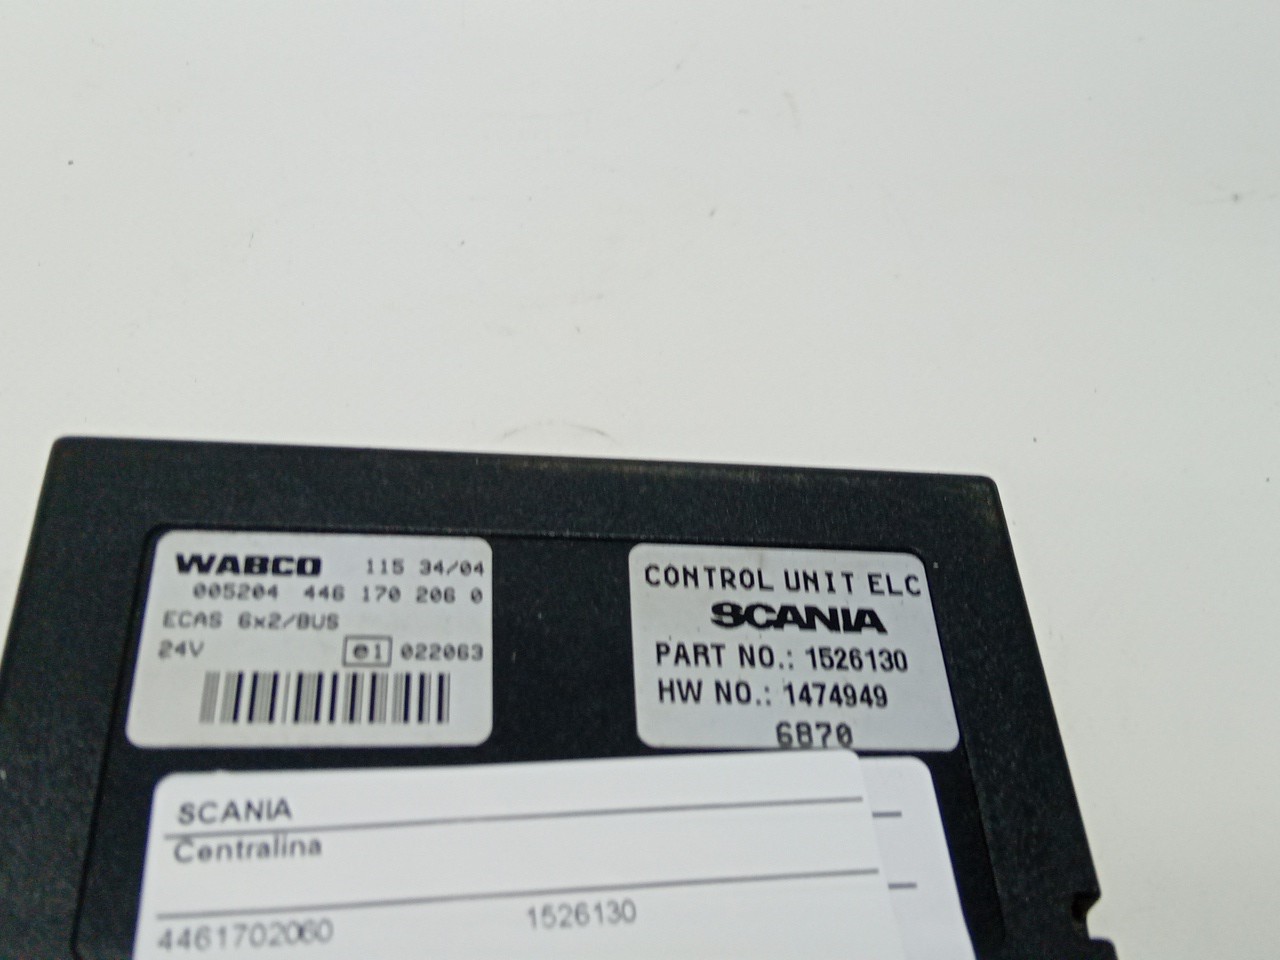 WABCO 115 34/04
005204 446 170 206 0
ECAS 6x2/BUS
24V e1 022063
CONTROL UNIT ELC
SCANIA
PART NO.: 1526130
HW NO.: 1474949
6870
SCANIA
Centralina
4461702060 1526130